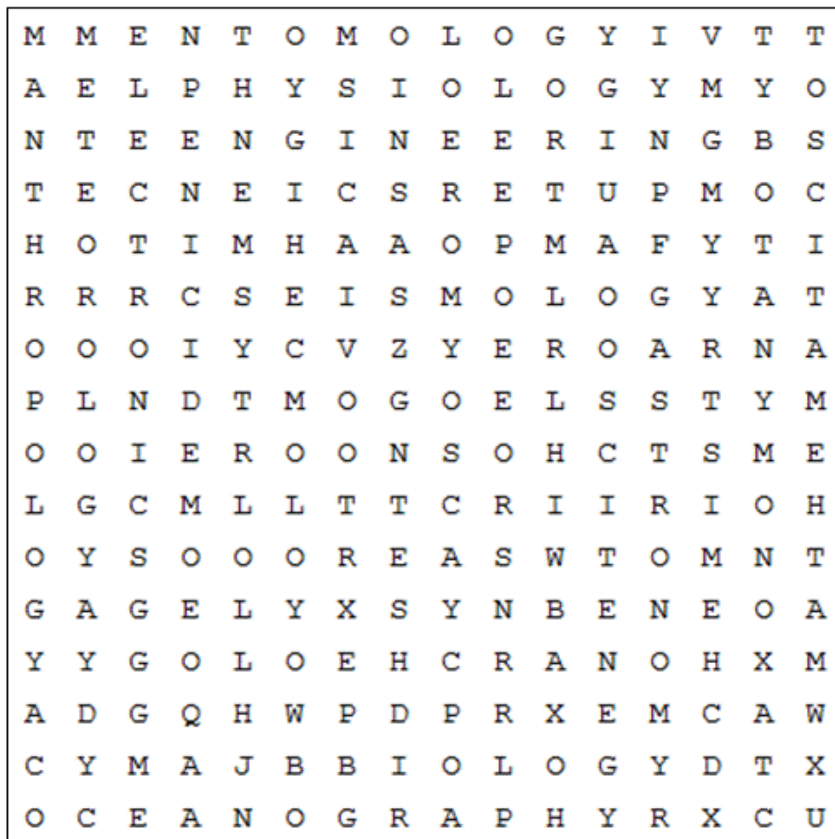 M M E N T O M O L O G Y I V T T
A E L P H Y S I O L O G Y M Y O
N T E E N G I N E E R I N G B S
T E C N E I C S R E T U P M O C
H O T I M H A A O P M A F Y T I
R R R C S E I S M O L O G Y A T
O O O I Y C V Z Y E R O A R N A
P L N D T M O G O E L S S T Y M
O O I E R O O N S O H C T S M E
L G C M L L T T C R I I R I O H
O Y S O O O R E A S W T O M N T
G A G E L Y X S Y N B E N E O A
Y Y G O L O E H C R A N O H X M
A D G Q H W P D P R X E M C A W
C Y M A J B B I O L O G Y D T X
O C E A N O G R A P H Y R X C U